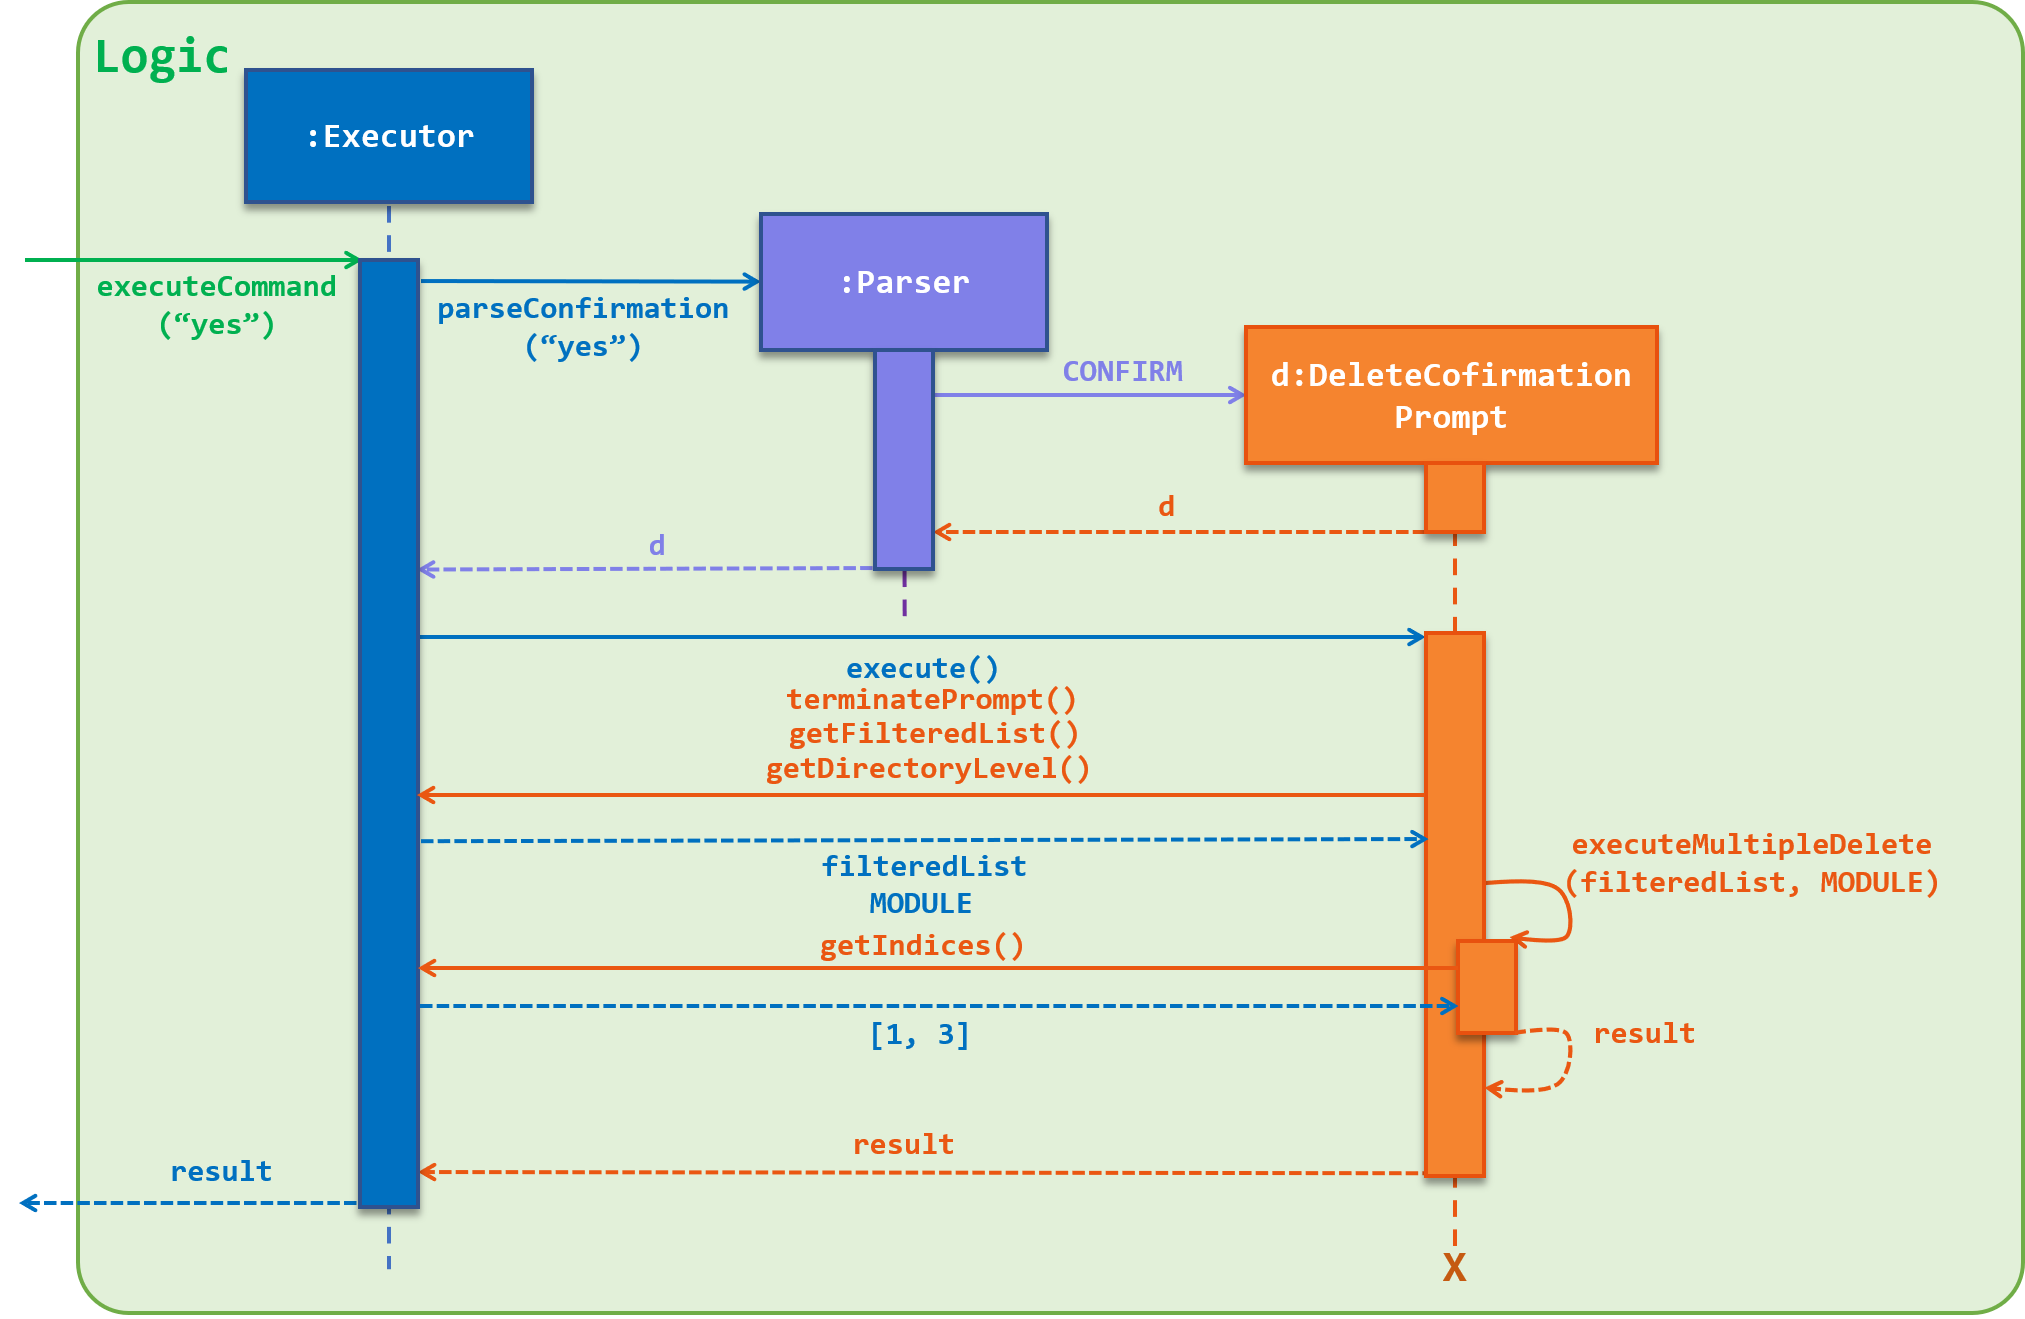 Logic
:Executor
executeCommand
(“yes”)
parseConfirmation
(“yes”)
:Parser
CONFIRM
d:DeleteCofirmation
Prompt
d
d
execute()
terminatePrompt()
getFilteredList()
getDirectoryLevel()
filteredList
MODULE
executeMultipleDelete
(filteredList, MODULE)
getIndices()
[1, 3]
result
result
result
X